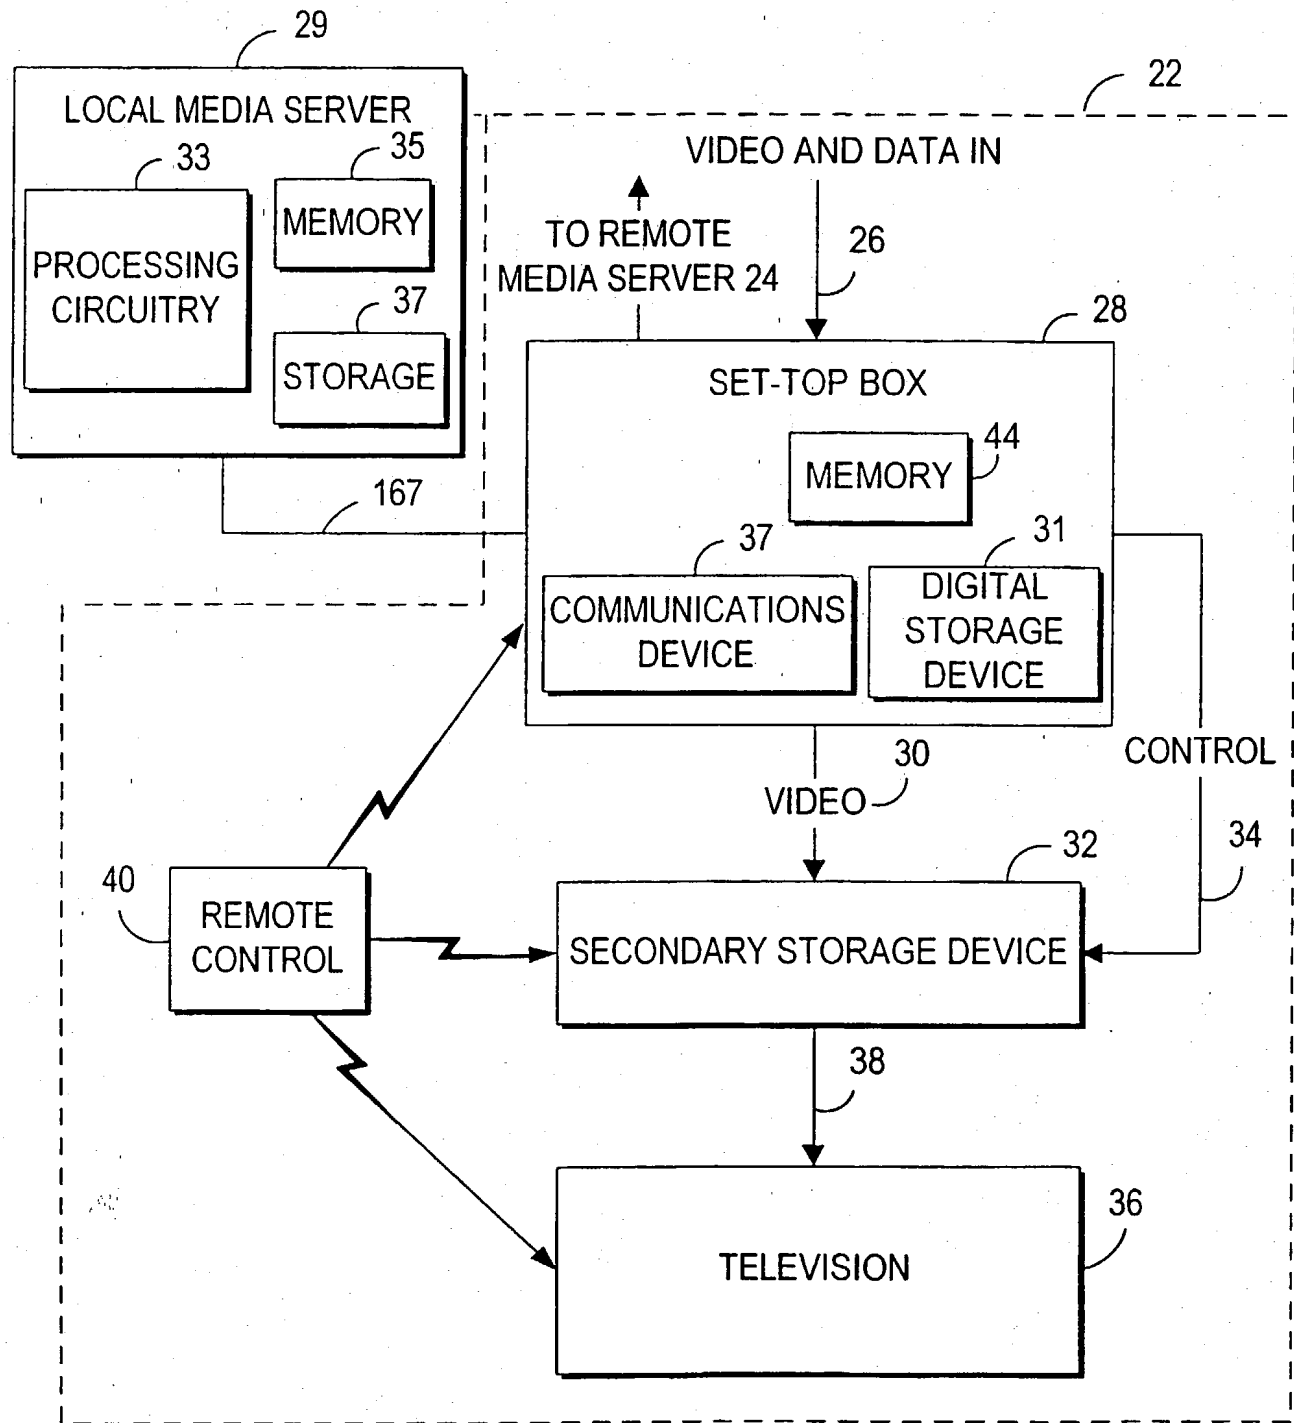 29
LOCAL MEDIA SERVER
33
35
PROCESSING
CIRCUITRY
MEMORY
37
STORAGE
167
22
VIDEO AND DATA IN
TO REMOTE
MEDIA SERVER 24
26
28
SET-TOP BOX
44
MEMORY
37
COMMUNICATIONS
DEVICE
31
DIGITAL
STORAGE
DEVICE
30
VIDEO
CONTROL
34
32
SECONDARY STORAGE DEVICE
40
REMOTE
CONTROL
38
36
TELEVISION